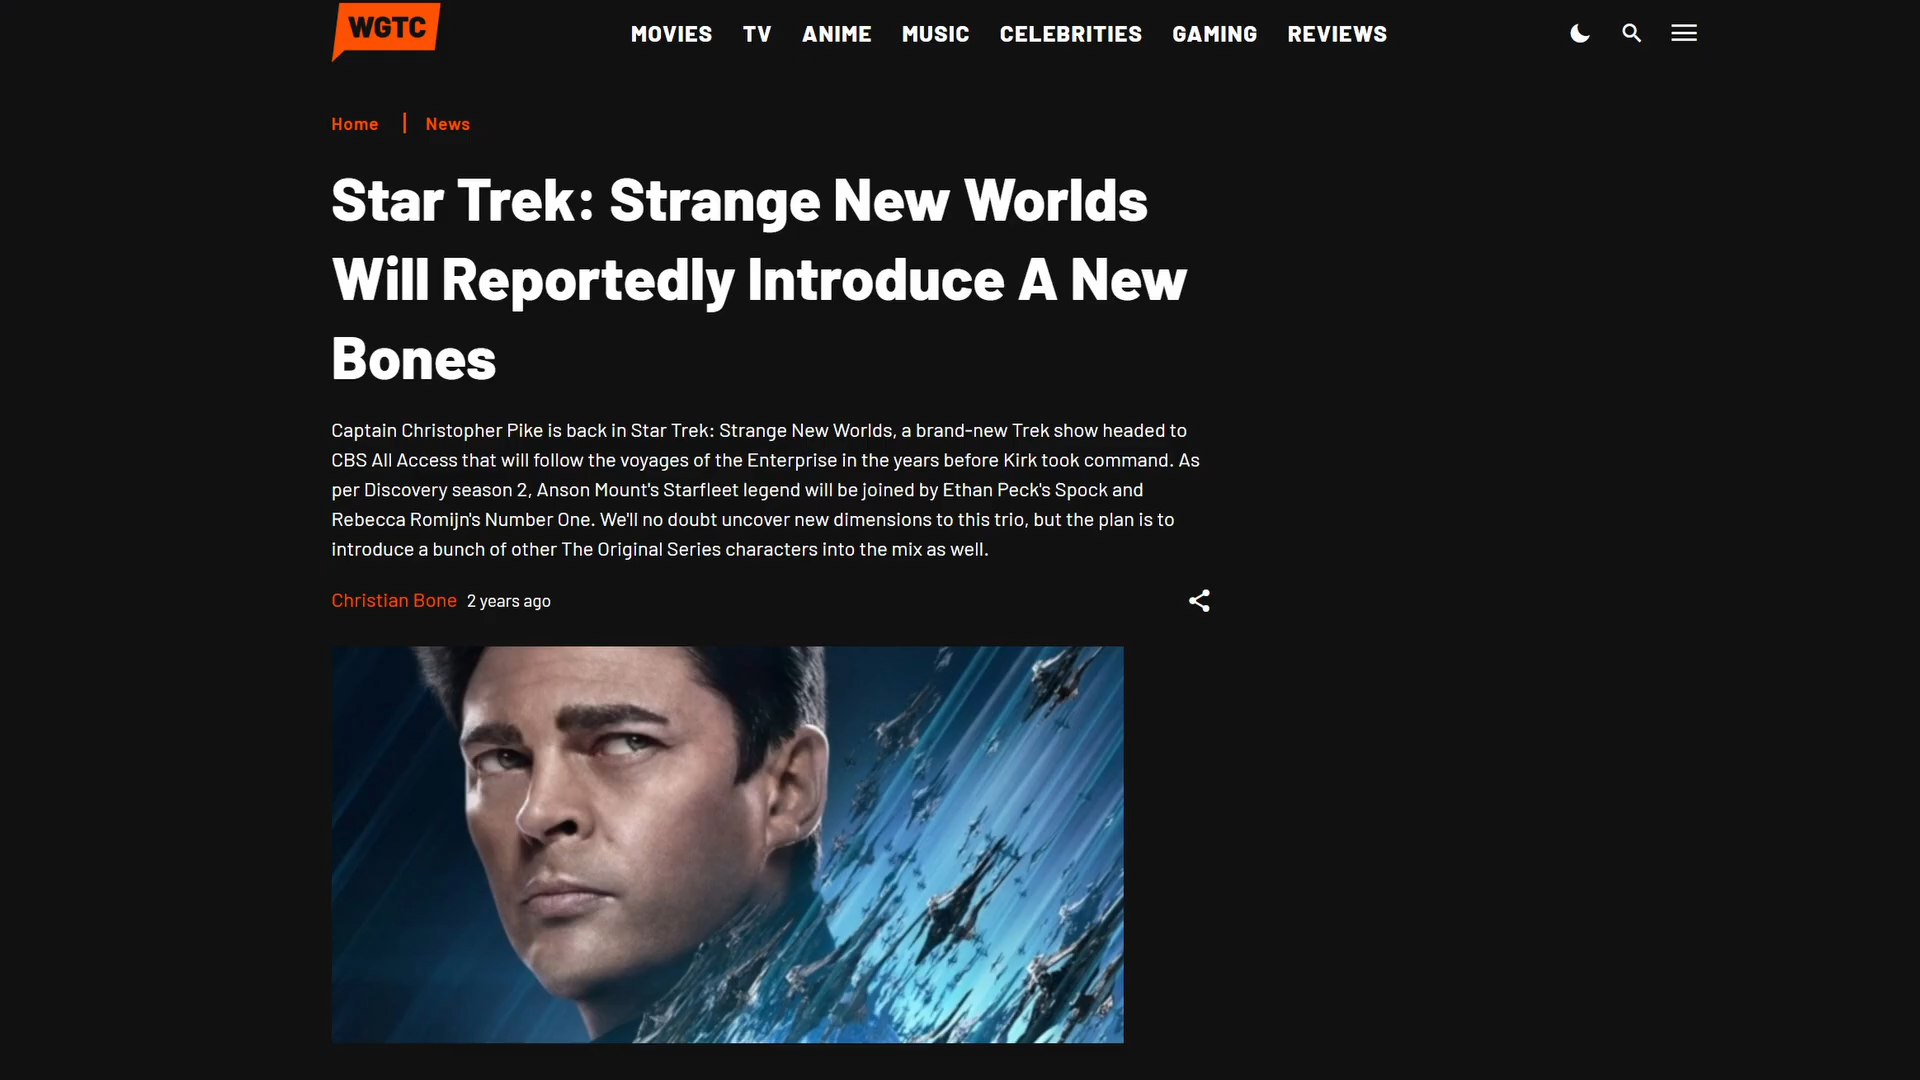 WGTC
MOVIES TV ANIME MUSIC CELEBRITIES GAMING REVIEWS
Home | News
Star Trek: Strange New Worlds
Will Reportedly Introduce A New
Bones
Captain Christopher Pike is back in Star Trek: Strange New Worlds, a brand-new Trek show headed to
CBS All Access that will follow the voyages of the Enterprise in the years before Kirk took command. As
per Discovery season 2, Anson Mount's Starfleet legend will be joined by Ethan Peck's Spock and
Rebecca Romijn's Number One. We'll no doubt uncover new dimensions to this trio, but the plan is to
introduce a bunch of other The Original Series characters into the mix as well.
Christian Bone 2 years ago